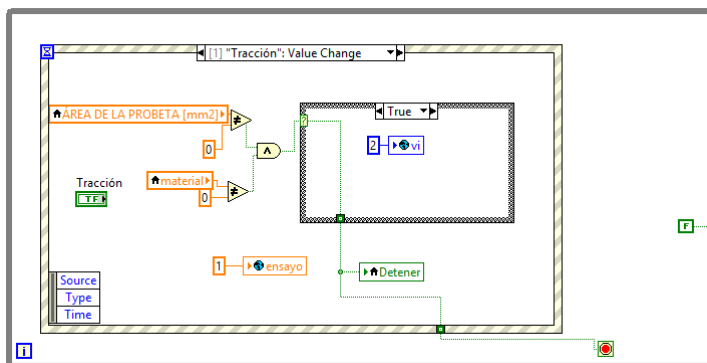 [1] "Tracción": Value Change
ÁREA DE LA PROBETA [mm2]
0
True
2
vi
?
Tracción
TF
material
0
1
ensayo
Detener
F
Source
Type
Time
i